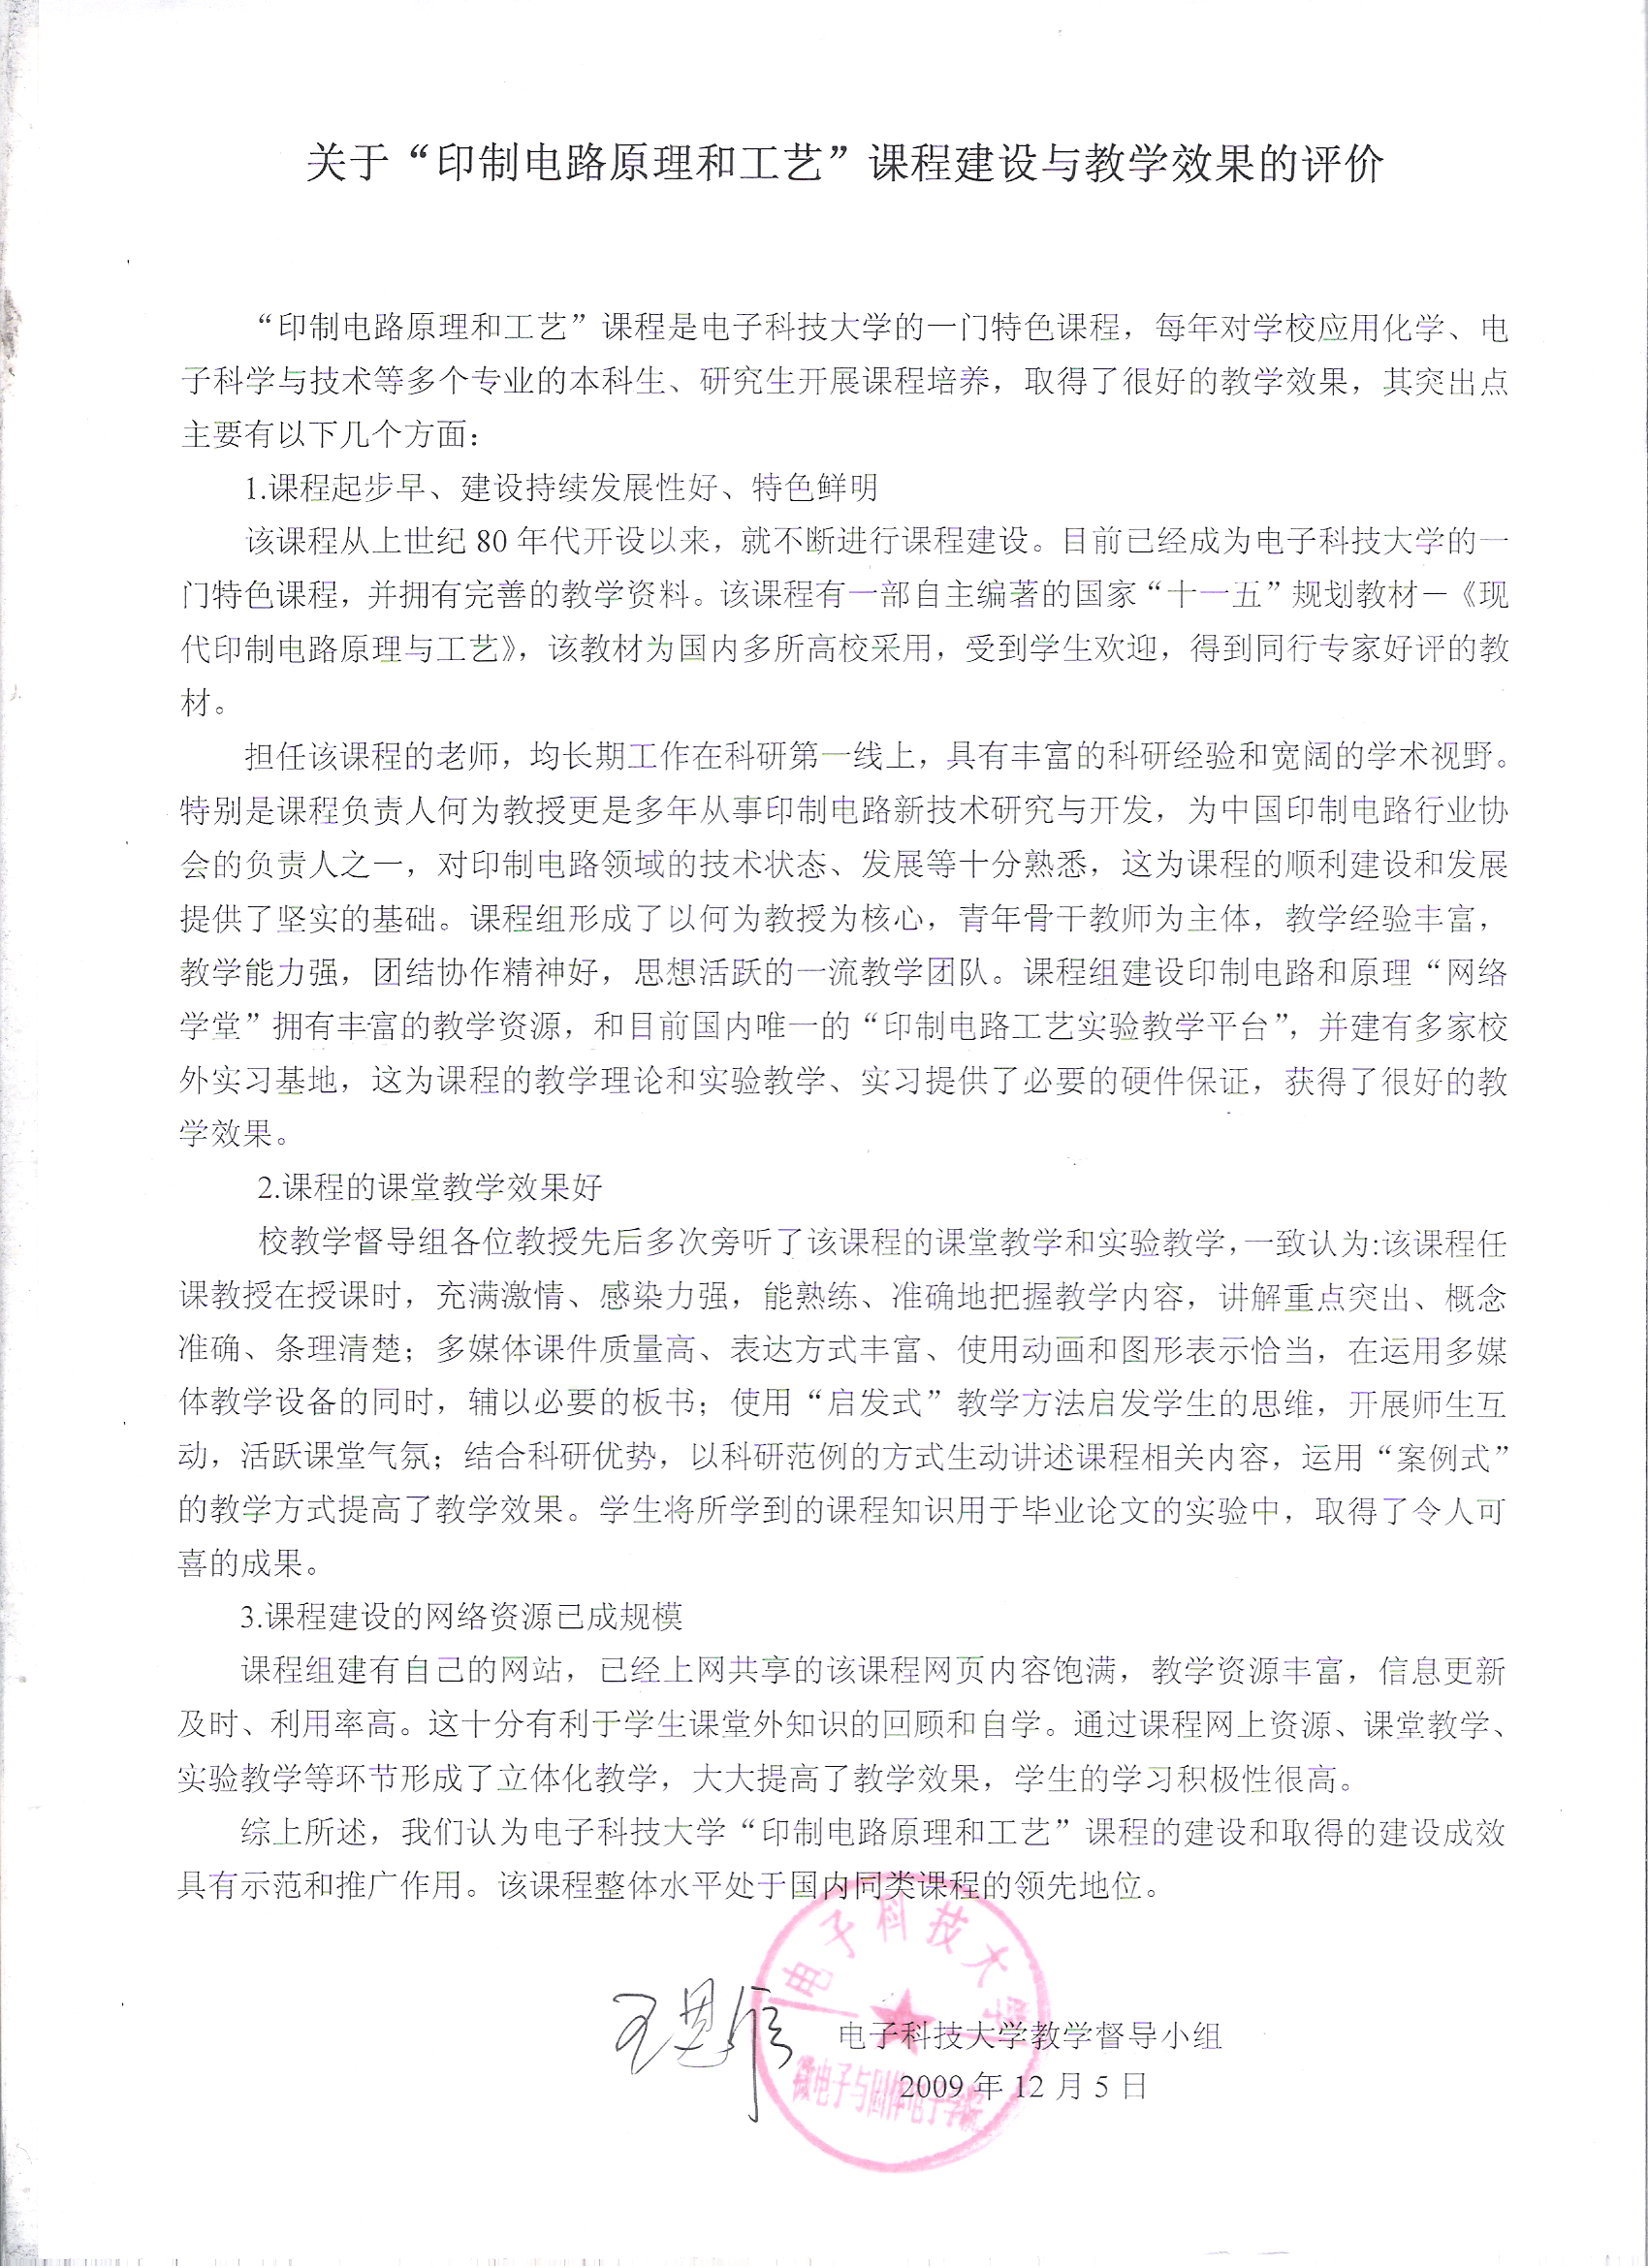 关于“印制电路原理和工艺”课程建设与教学效果的评价
“印制电路原理和工艺”课程是电子科技大学的一门特色课程，每年对学校应用化学、电
子科学与技术等多个专业的本科生、研究生开展课程培养，取得了很好的教学效果，其突出点
主要有以下几个方面：
1.课程起步早、建设持续发展性好、特色鲜明
该课程从上世纪 80 年代开设以来，就不断进行课程建设。目前已经成为电子科技大学的一
门特色课程，并拥有完善的教学资料。该课程有一部自主编著的国家“十一五”规划教材－《现
代印制电路原理与工艺》，该教材为国内多所高校采用，受到学生欢迎，得到同行专家好评的教
材。
担任该课程的老师，均长期工作在科研第一线上，具有丰富的科研经验和宽阔的学术视野。
特别是课程负责人何为教授更是多年从事印制电路新技术研究与开发，为中国印制电路行业协
会的负责人之一，对印制电路领域的技术状态、发展等十分熟悉，这为课程的顺利建设和发展
提供了坚实的基础。课程组形成了以何为教授为核心，青年骨干教师为主体，教学经验丰富，
教学能力强，团结协作精神好，思想活跃的一流教学团队。课程组建设印制电路和原理“网络
学堂”拥有丰富的教学资源，和目前国内唯一的“印制电路工艺实验教学平台”，并建有多家校
外实习基地，这为课程的教学理论和实验教学、实习提供了必要的硬件保证，获得了很好的教
学效果。
2.课程的课堂教学效果好
校教学督导组各位教授先后多次旁听了该课程的课堂教学和实验教学，一致认为:该课程任
课教授在授课时，充满激情、感染力强，能熟练、准确地把握教学内容，讲解重点突出、概念
准确、条理清楚；多媒体课件质量高、表达方式丰富、使用动画和图形表示恰当，在运用多媒
体教学设备的同时，辅以必要的板书；使用“启发式”教学方法启发学生的思维，开展师生互
动，活跃课堂气氛；结合科研优势，以科研范例的方式生动讲述课程相关内容，运用“案例式”
的教学方式提高了教学效果。学生将所学到的课程知识用于毕业论文的实验中，取得了令人可
喜的成果。
3.课程建设的网络资源已成规模
课程组建有自己的网站，已经上网共享的该课程网页内容饱满，教学资源丰富，信息更新
及时、利用率高。这十分有利于学生课堂外知识的回顾和自学。通过课程网上资源、课堂教学、
实验教学等环节形成了立体化教学，大大提高了教学效果，学生的学习积极性很高。
综上所述，我们认为电子科技大学“印制电路原理和工艺”课程的建设和取得的建设成效
具有示范和推广作用。该课程整体水平处于国内同类课程的领先地位。
电子科技大学
电子科技大学教学督导小组
2009 年 12 月 5 日
微电子与固体电子学院